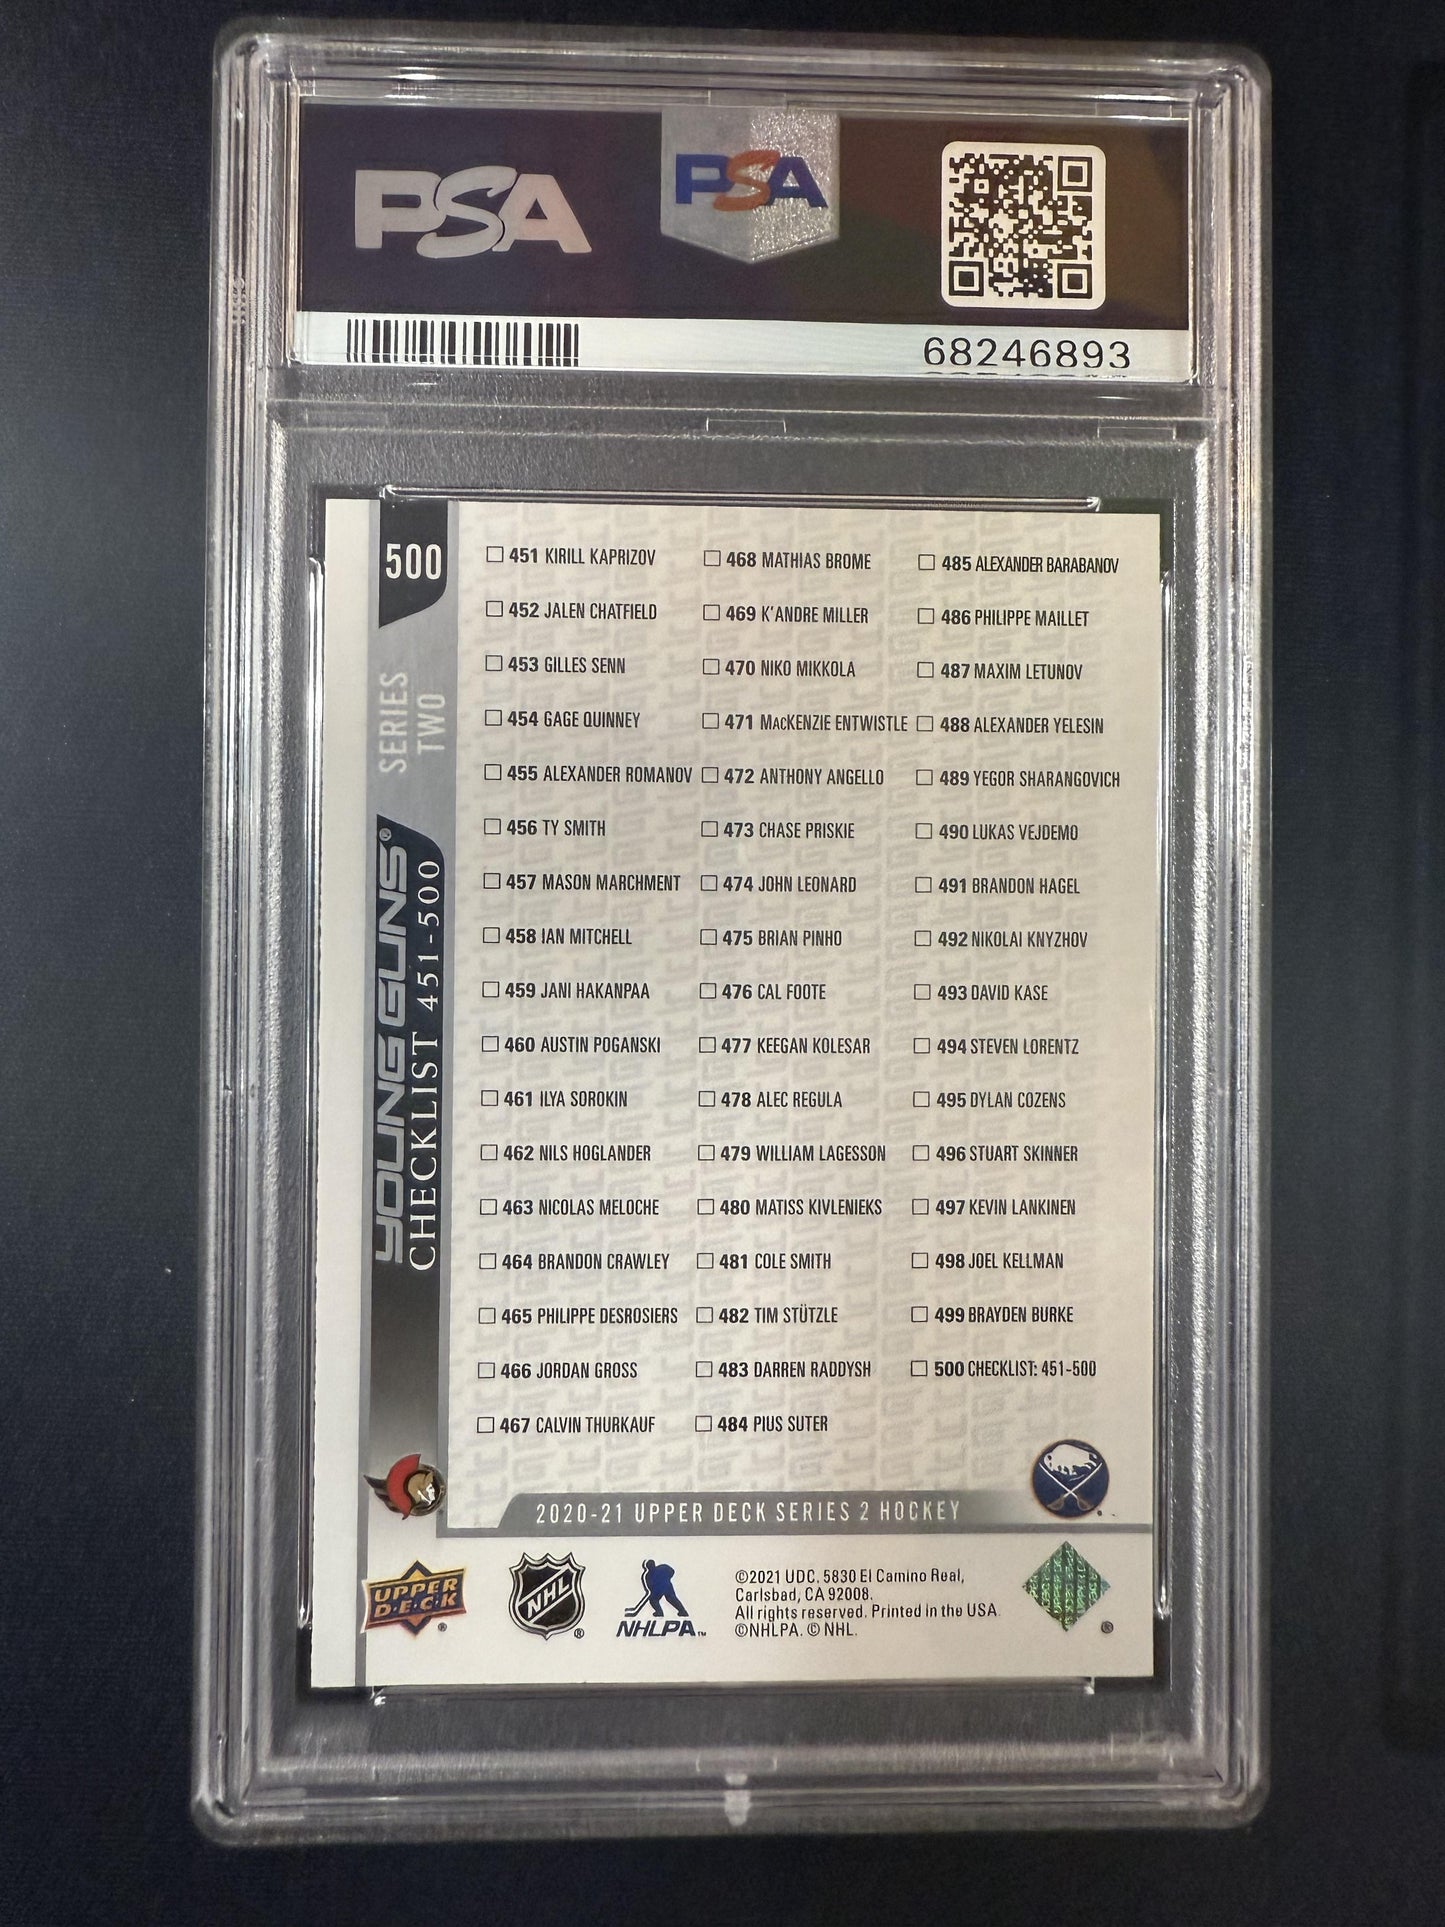 PSA
PSA
68246893
500
SERIES TWO
YOUNG GUNS®
CHECKLIST 451-500
451 KIRILL KAPRIZOV
452 JALEN CHATFIELD
453 GILLES SENN
454 GAGE QUINNEY
455 ALEXANDER ROMANOV
456 TY SMITH
457 MASON MARCHMENT
458 IAN MITCHELL
459 JANI HAKANPAA
460 AUSTIN POGANSKI
461 ILYA SOROKIN
462 NILS HOGLANDER
463 NICOLAS MELOCHE
464 BRANDON CRAWLEY
465 PHILIPPE DESROSIERS
466 JORDAN GROSS
467 CALVIN THURKAUF
468 MATHIAS BROME
469 K'ANDRE MILLER
470 NIKO MIKKOLA
471 MacKENZIE ENTWISTLE
472 ANTHONY ANGELLO
473 CHASE PRISKIE
474 JOHN LEONARD
475 BRIAN PINHO
476 CAL FOOTE
477 KEEGAN KOLESAR
478 ALEC REGULA
479 WILLIAM LAGESSON
480 MATISS KIVLENIEKS
481 COLE SMITH
482 TIM STÜTZLE
483 DARREN RADDYSH
484 PIUS SUTER
485 ALEXANDER BARABANOV
486 PHILIPPE MAILLET
487 MAXIM LETUNOV
488 ALEXANDER YELESIN
489 YEGOR SHARANGOVICH
490 LUKAS VEJDEMO
491 BRANDON HAGEL
492 NIKOLAI KNYZHOV
493 DAVID KASE
494 STEVEN LORENTZ
495 DYLAN COZENS
496 STUART SKINNER
497 KEVIN LANKINEN
498 JOEL KELLMAN
499 BRAYDEN BURKE
500 CHECKLIST: 451-500
2020-21 UPPER DECK SERIES 2 HOCKEY
UPPER DECK®
NHL®
NHLPA™
©2021 UDC. 5830 El Camino Real,
Carlsbad, CA 92008.
All rights reserved. Printed in the USA.
©NHLPA. © NHL.
®